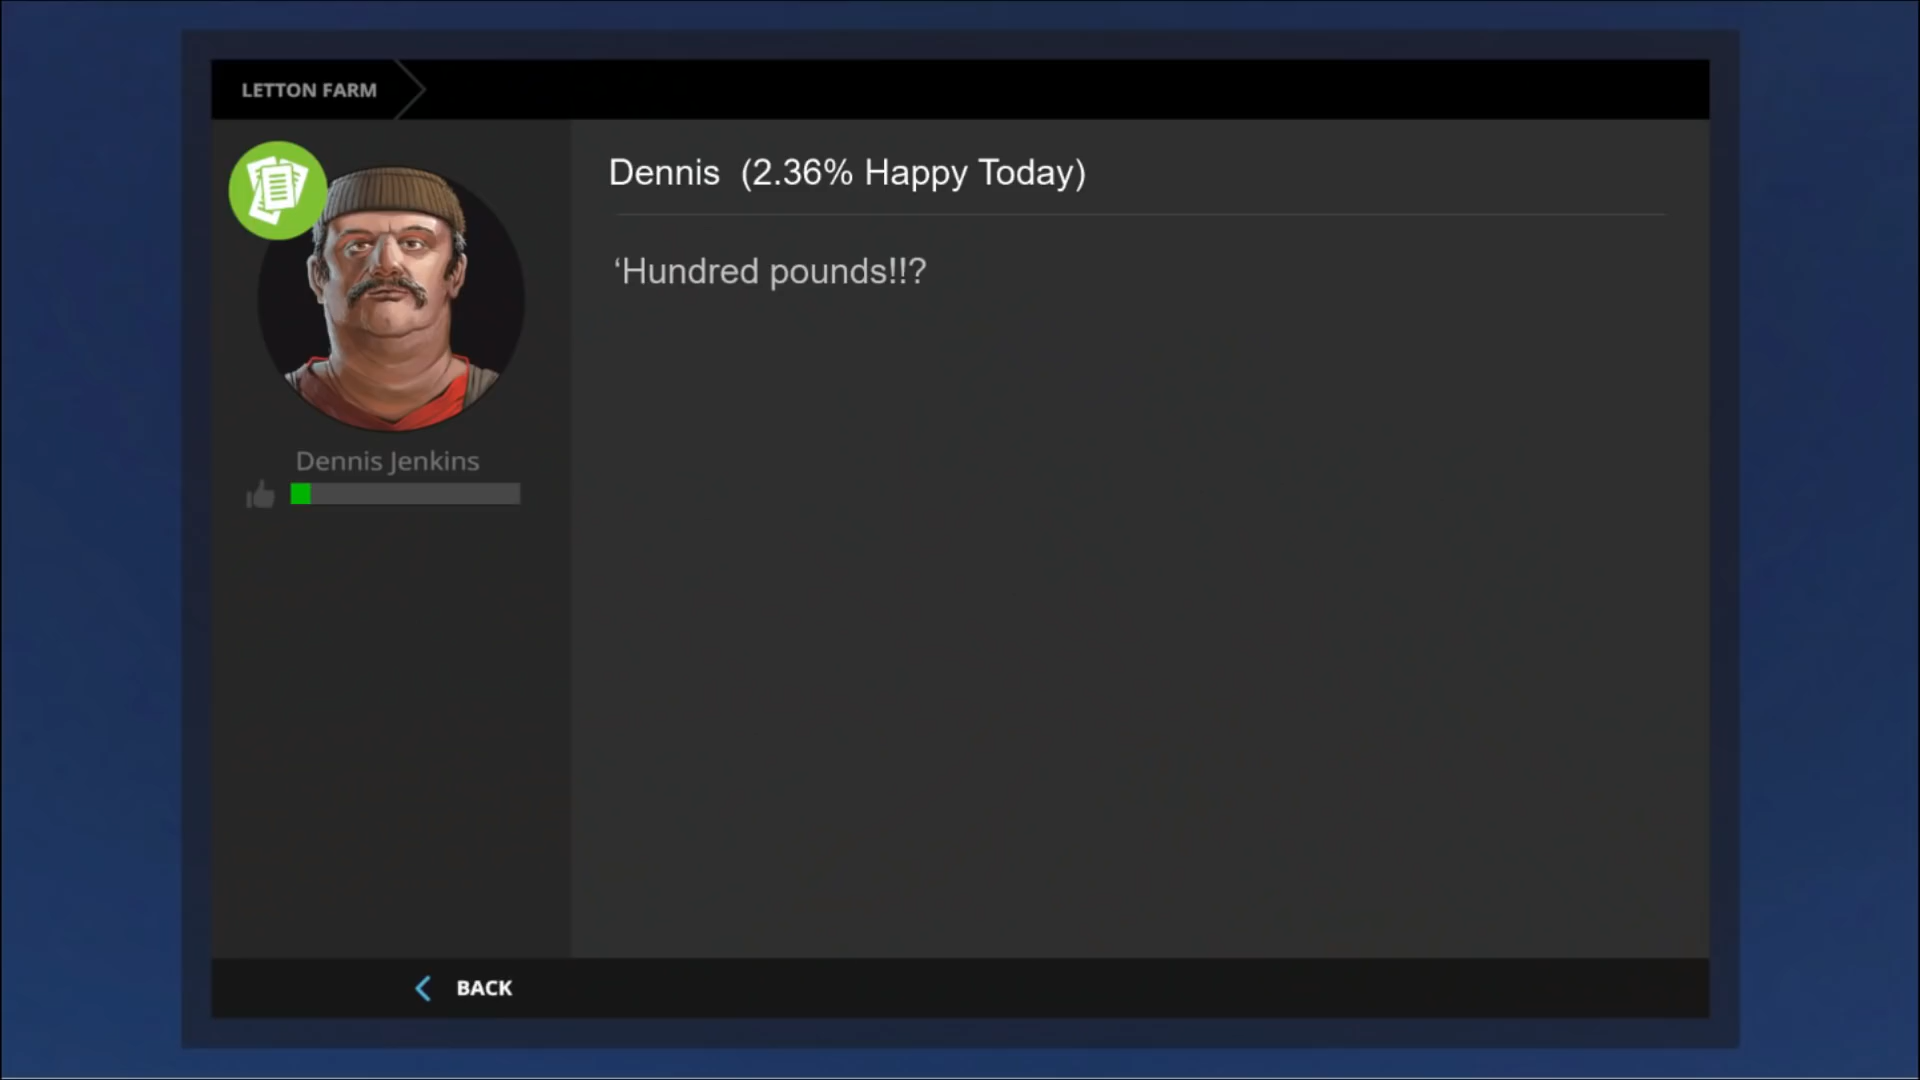 LETTON FARM
Dennis (2.36% Happy Today)
‘Hundred pounds!!?
Dennis Jenkins
BACK